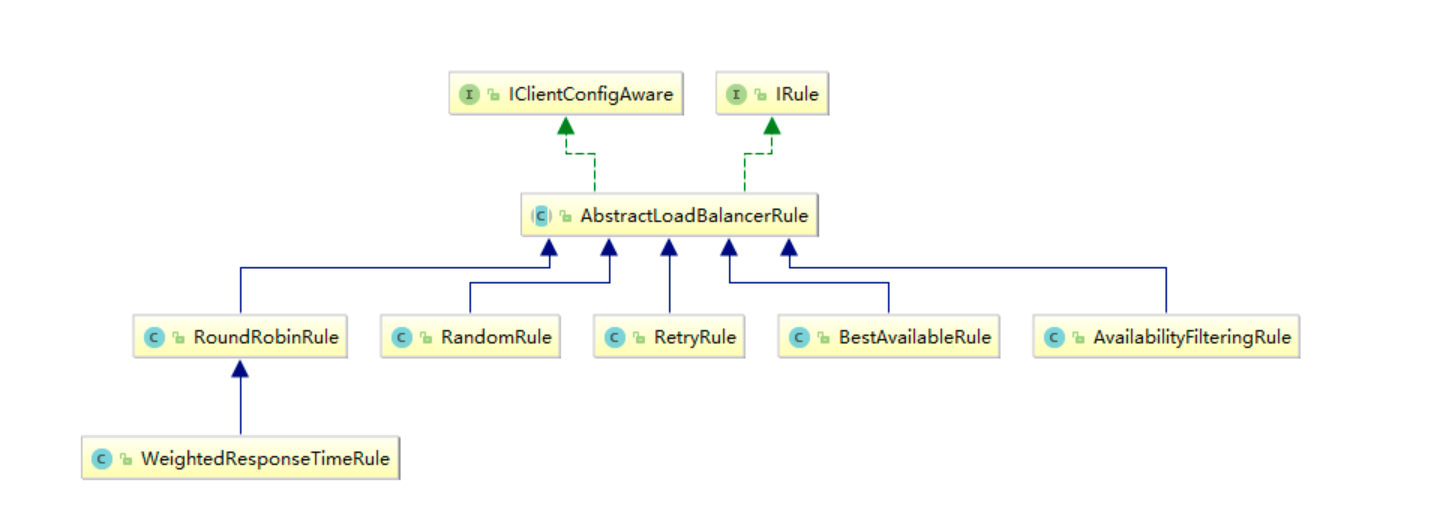 I IClientConfigAware
I IRule
C AbstractLoadBalancerRule
C RoundRobinRule
C RandomRule
C RetryRule
C BestAvailableRule
C AvailabilityFilteringRule
C WeightedResponseTimeRule